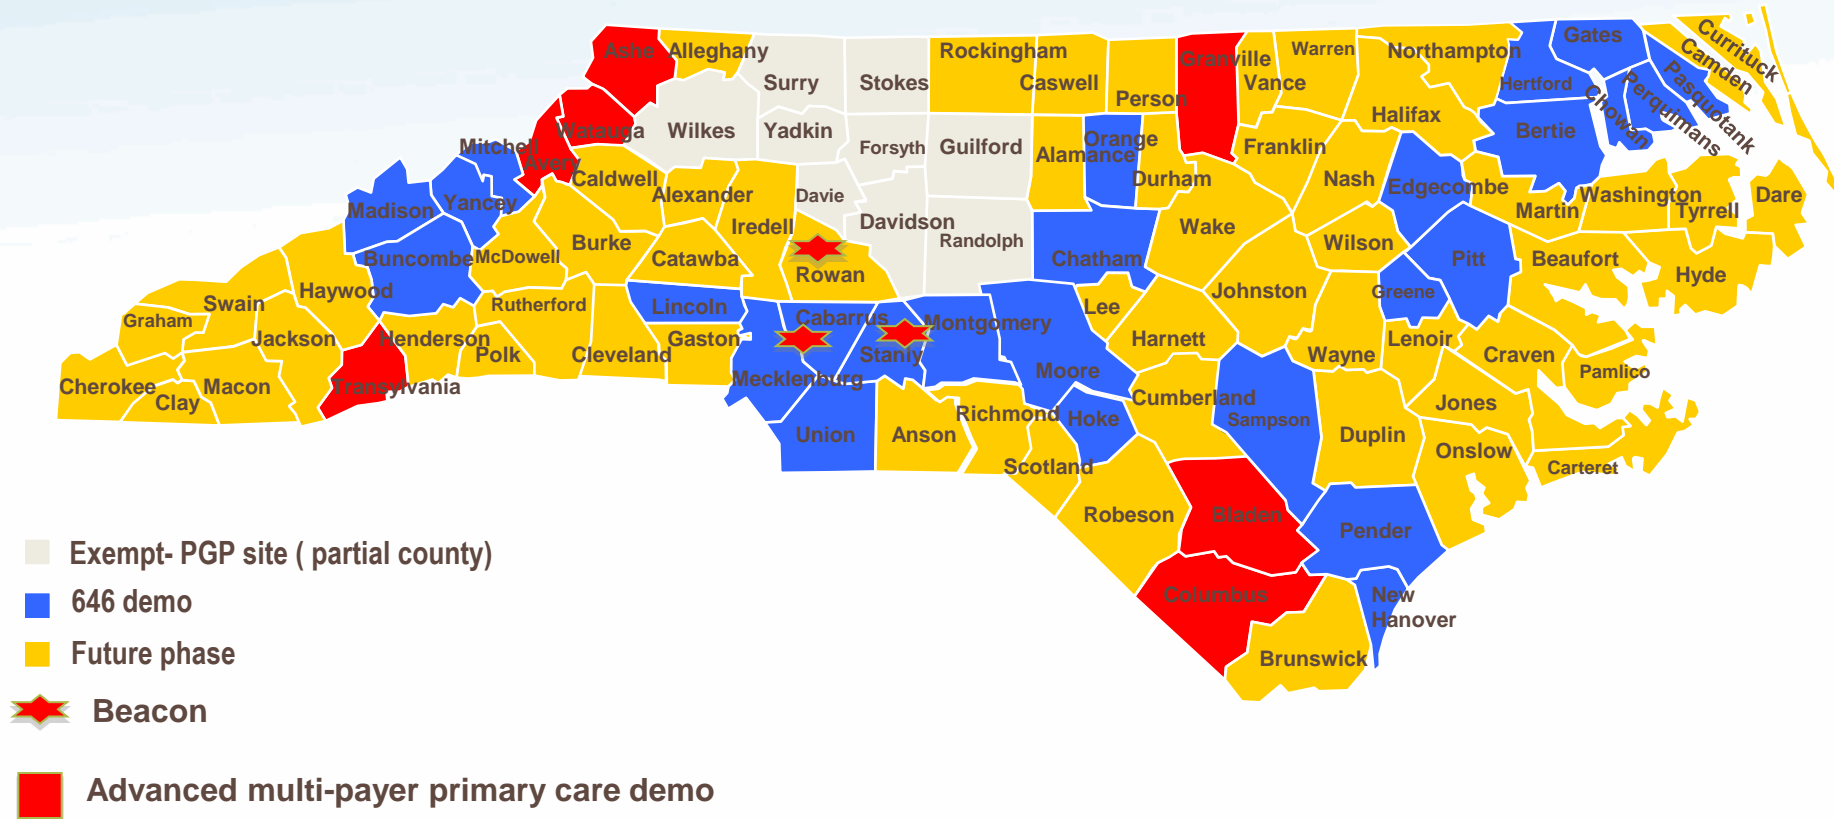 Ashe
Alleghany
Surry
Stokes
Rockingham
Caswell
Person
Granville
Vance
Warren
Northampton
Hertford
Gates
Pasquotank
Camden
Currituck
Perquimans
Chowan
Bertie
Halifax
Franklin
Nash
Edgecombe
Martin
Washington
Tyrrell
Dare
Mitchell
Avery
Watauga
Wilkes
Yadkin
Forsyth
Guilford
Alamance
Orange
Durham
Madison
Yancey
Caldwell
Alexander
Iredell
Davie
Davidson
Randolph
Chatham
Wake
Wilson
Pitt
Beaufort
Hyde
Buncombe
McDowell
Burke
Catawba
Rowan
Lee
Johnston
Greene
Swain
Haywood
Graham
Jackson
Henderson
Rutherford
Polk
Cleveland
Lincoln
Gaston
Cabarrus
Stanly
Montgomery
Moore
Harnett
Wayne
Lenoir
Craven
Pamlico
Cherokee
Clay
Macon
Transylvania
Mecklenburg
Union
Anson
Richmond
Scotland
Hoke
Cumberland
Sampson
Duplin
Jones
Onslow
Carteret
Robeson
Bladen
Pender
Columbus
New
Hanover
Brunswick
Exempt- PGP site ( partial county)
646 demo
Future phase
Beacon
Advanced multi-payer primary care demo